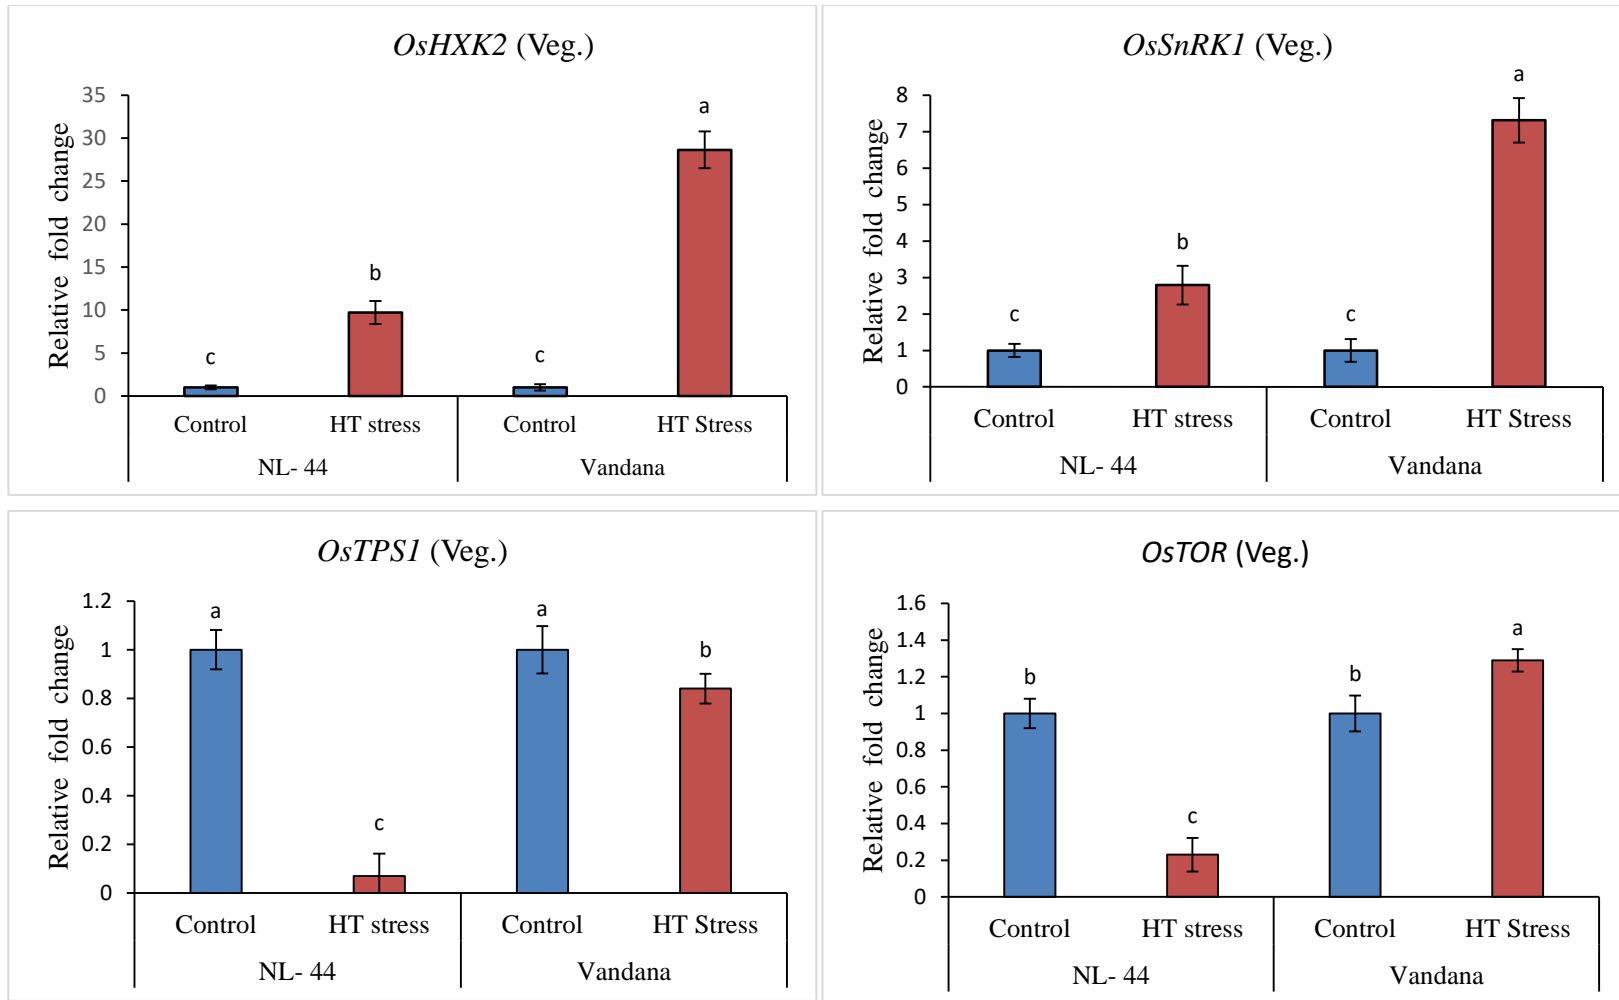 OsHXK2 (Veg.)
Relative fold change
35
30
25
20
15
10
5
0
a
b
c
c
Control HT stress Control HT Stress
NL- 44 Vandana
OsSnRK1 (Veg.)
Relative fold change
8
7
6
5
4
3
2
1
0
a
b
c
c
Control HT stress Control HT Stress
NL- 44 Vandana
OsTPS1 (Veg.)
Relative fold change
1.2
1
0.8
0.6
0.4
0.2
0
a
a
b
c
Control HT stress Control HT Stress
NL- 44 Vandana
OsTOR (Veg.)
Relative fold change
1.6
1.4
1.2
1
0.8
0.6
0.4
0.2
0
a
b
b
c
Control HT stress Control HT Stress
NL- 44 Vandana